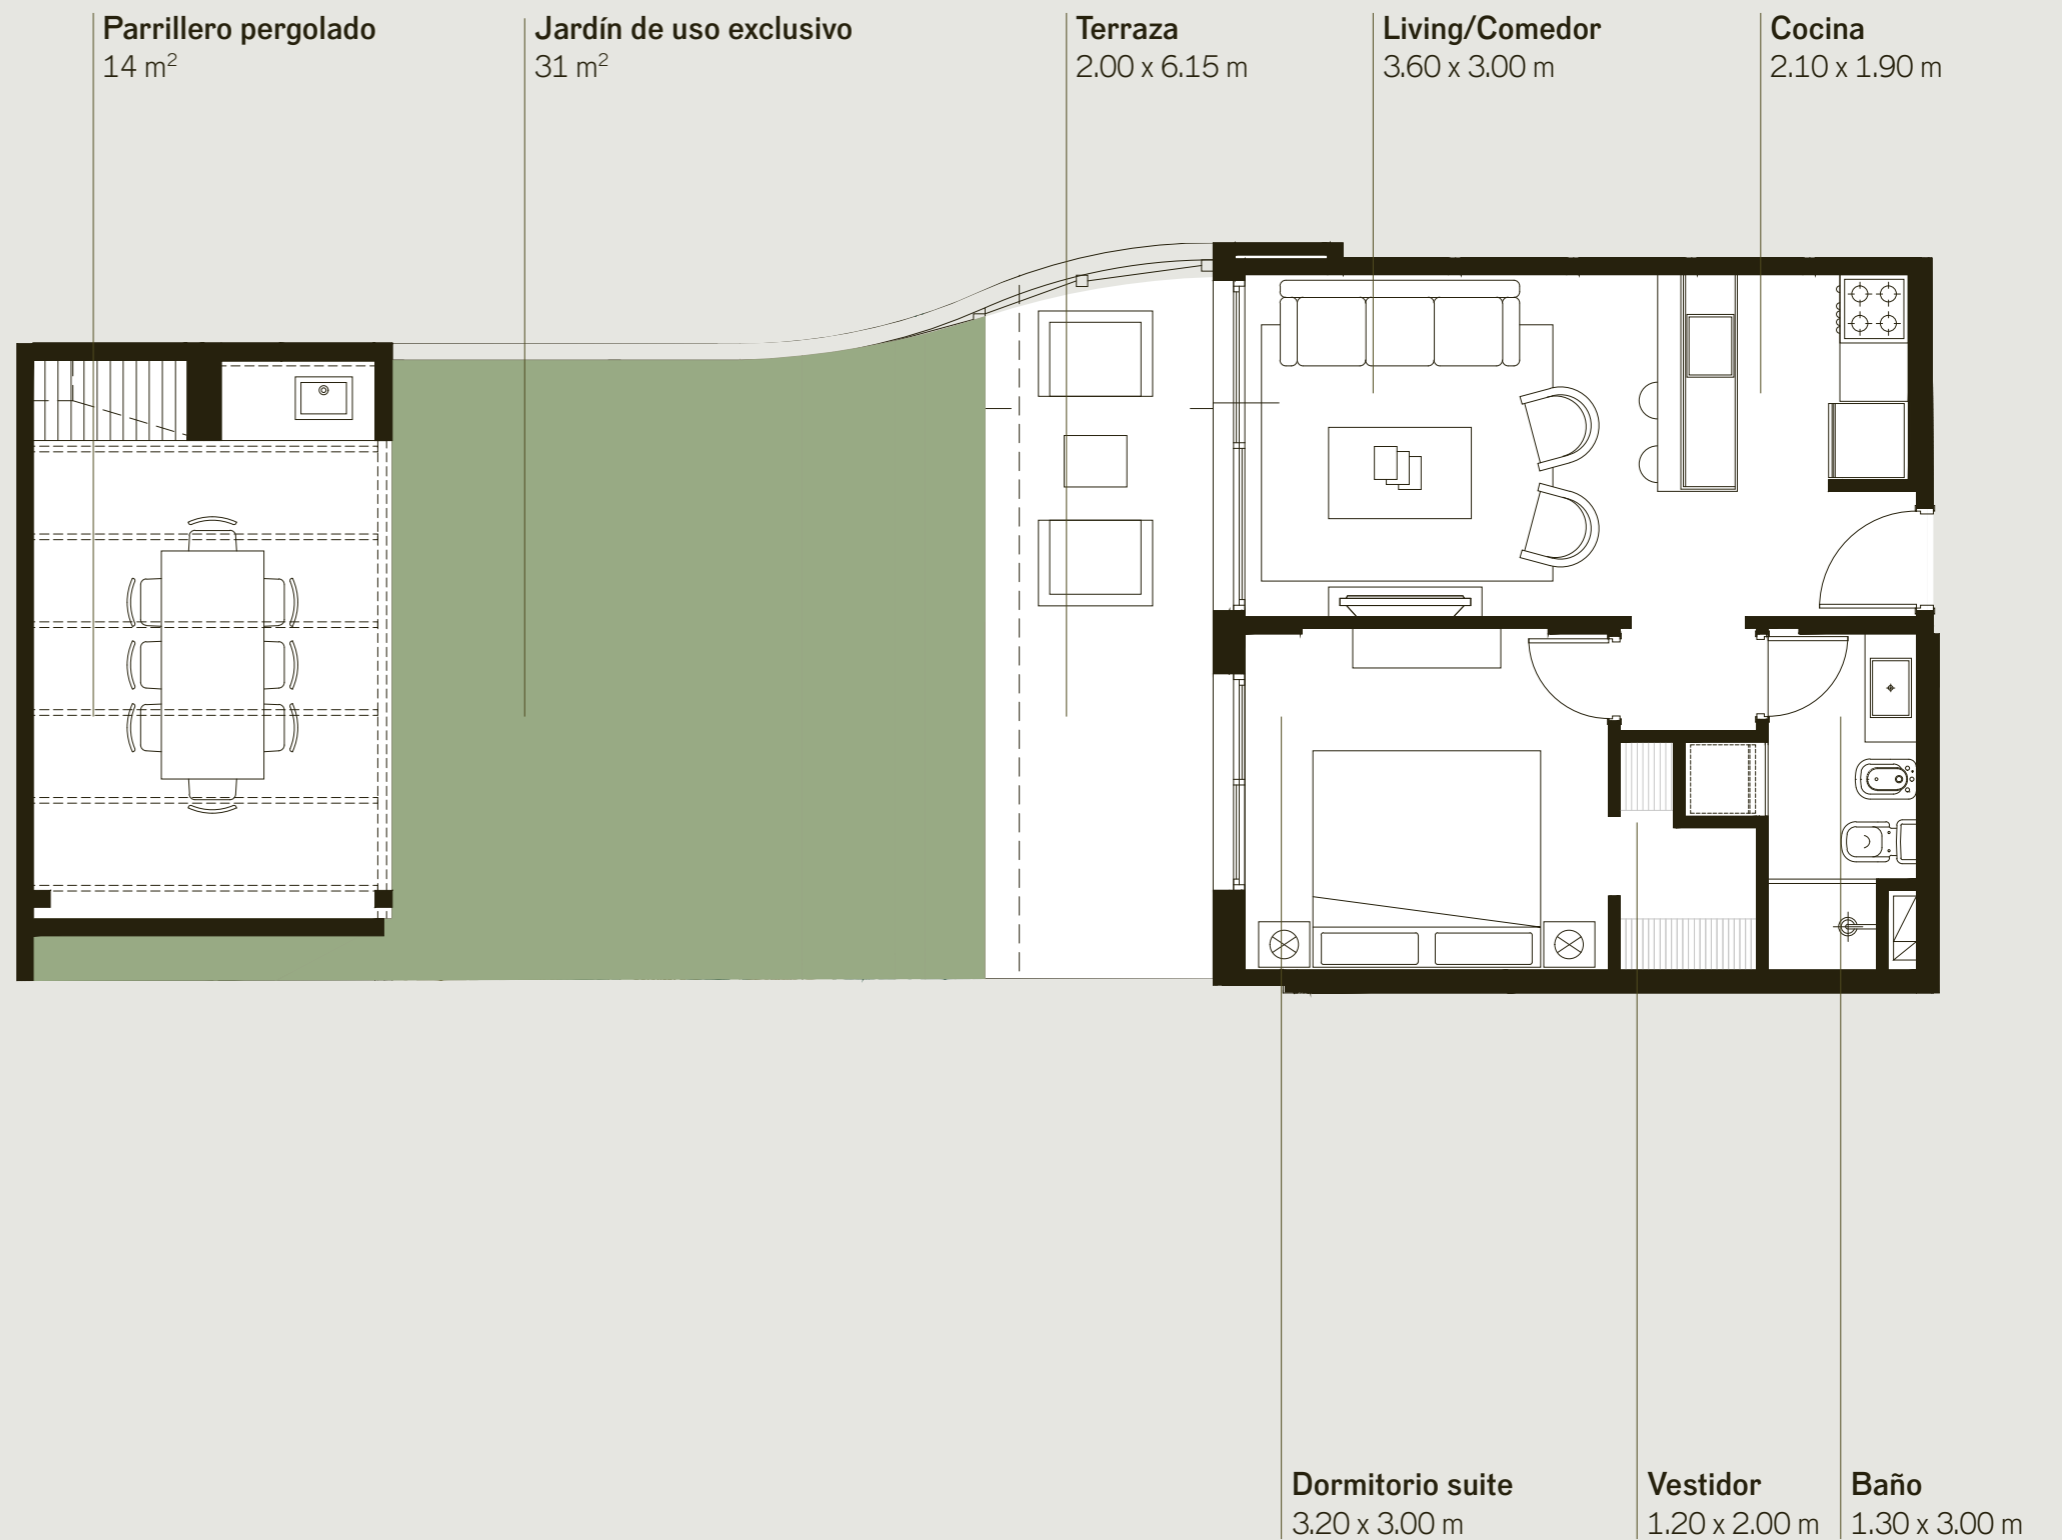 Parrillero pergolado
14 m²
Jardín de uso exclusivo
31 m²
Terraza
2.00 x 6.15 m
Living/Comedor
3.60 x 3.00 m
Cocina
2.10 x 1.90 m
Dormitorio suite
3.20 x 3.00 m
Vestidor
1.20 x 2.00 m
Baño
1.30 x 3.00 m